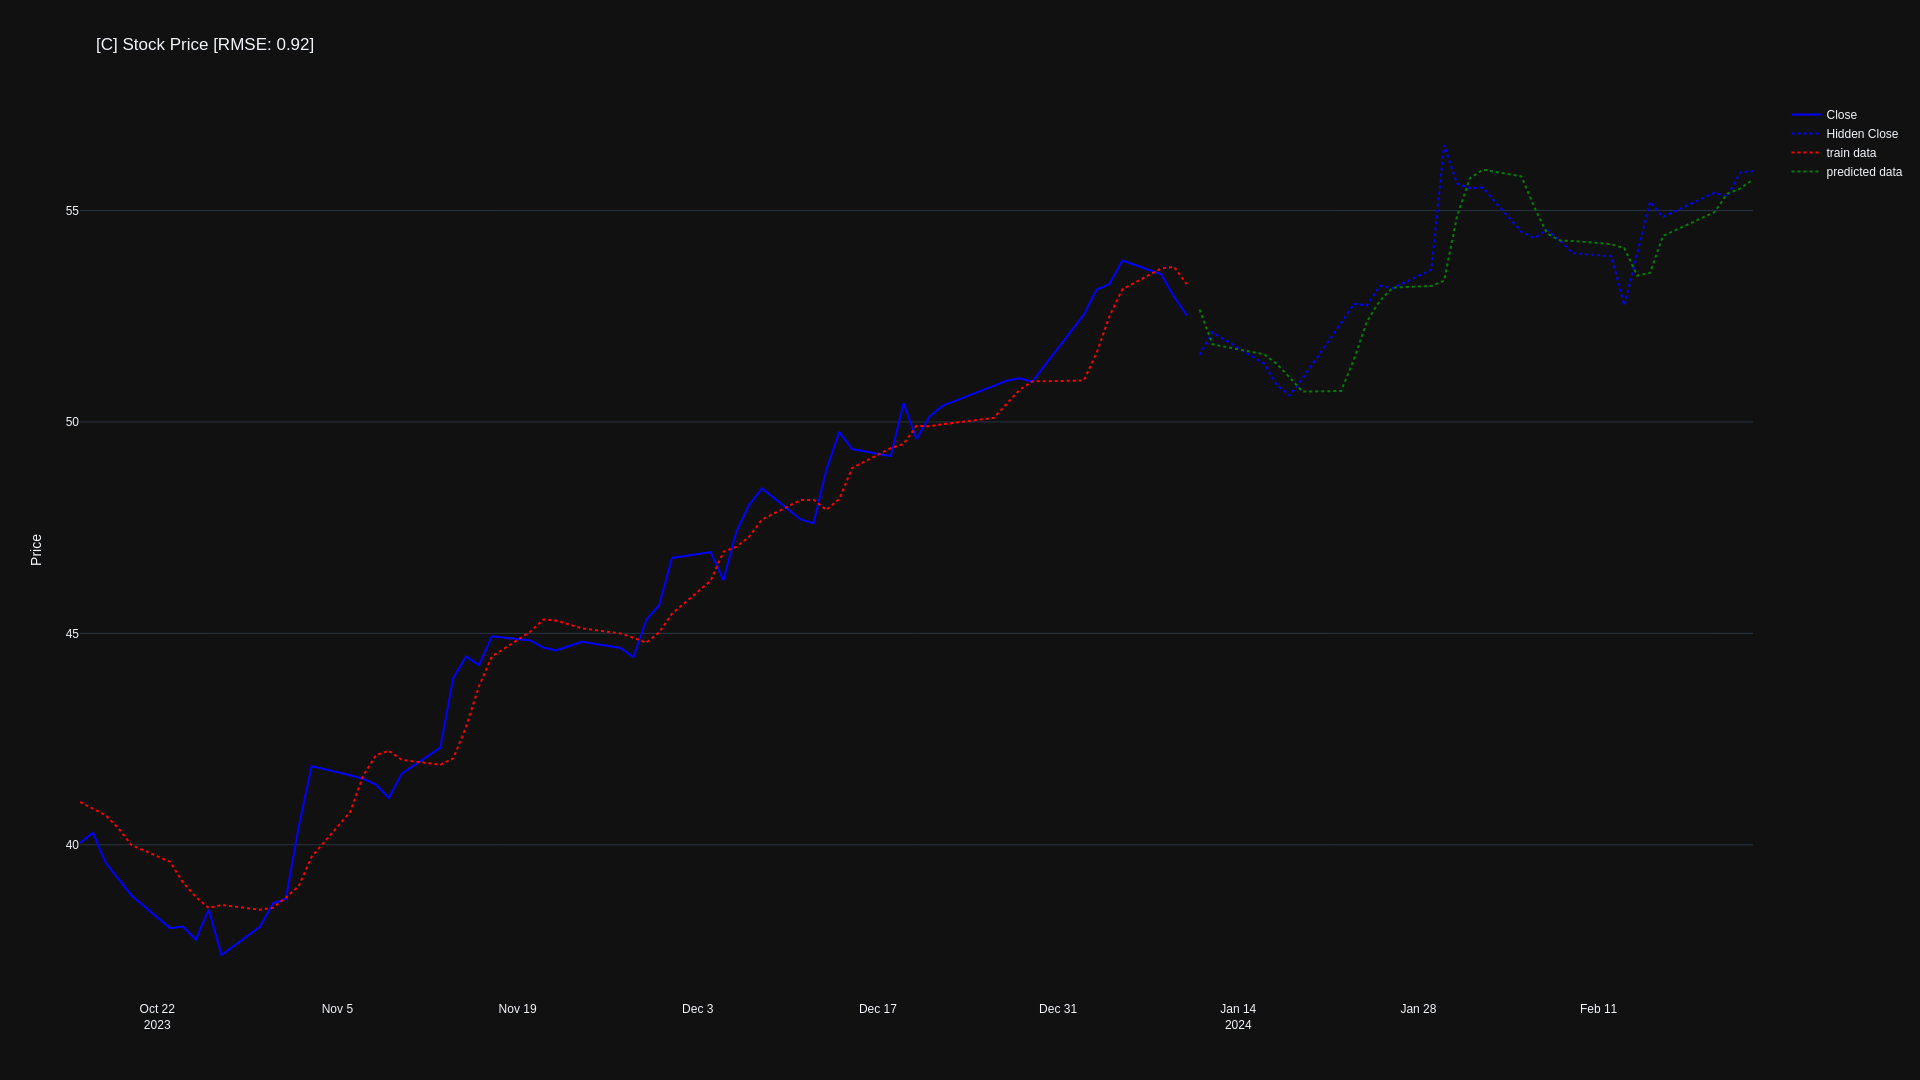 [C] Stock Price [RMSE: 0.92]
Close
Hidden Close
train data
predicted data
Price
55
50
45
40
Oct 22
2023
Nov 5
Nov 19
Dec 3
Dec 17
Dec 31
Jan 14
2024
Jan 28
Feb 11